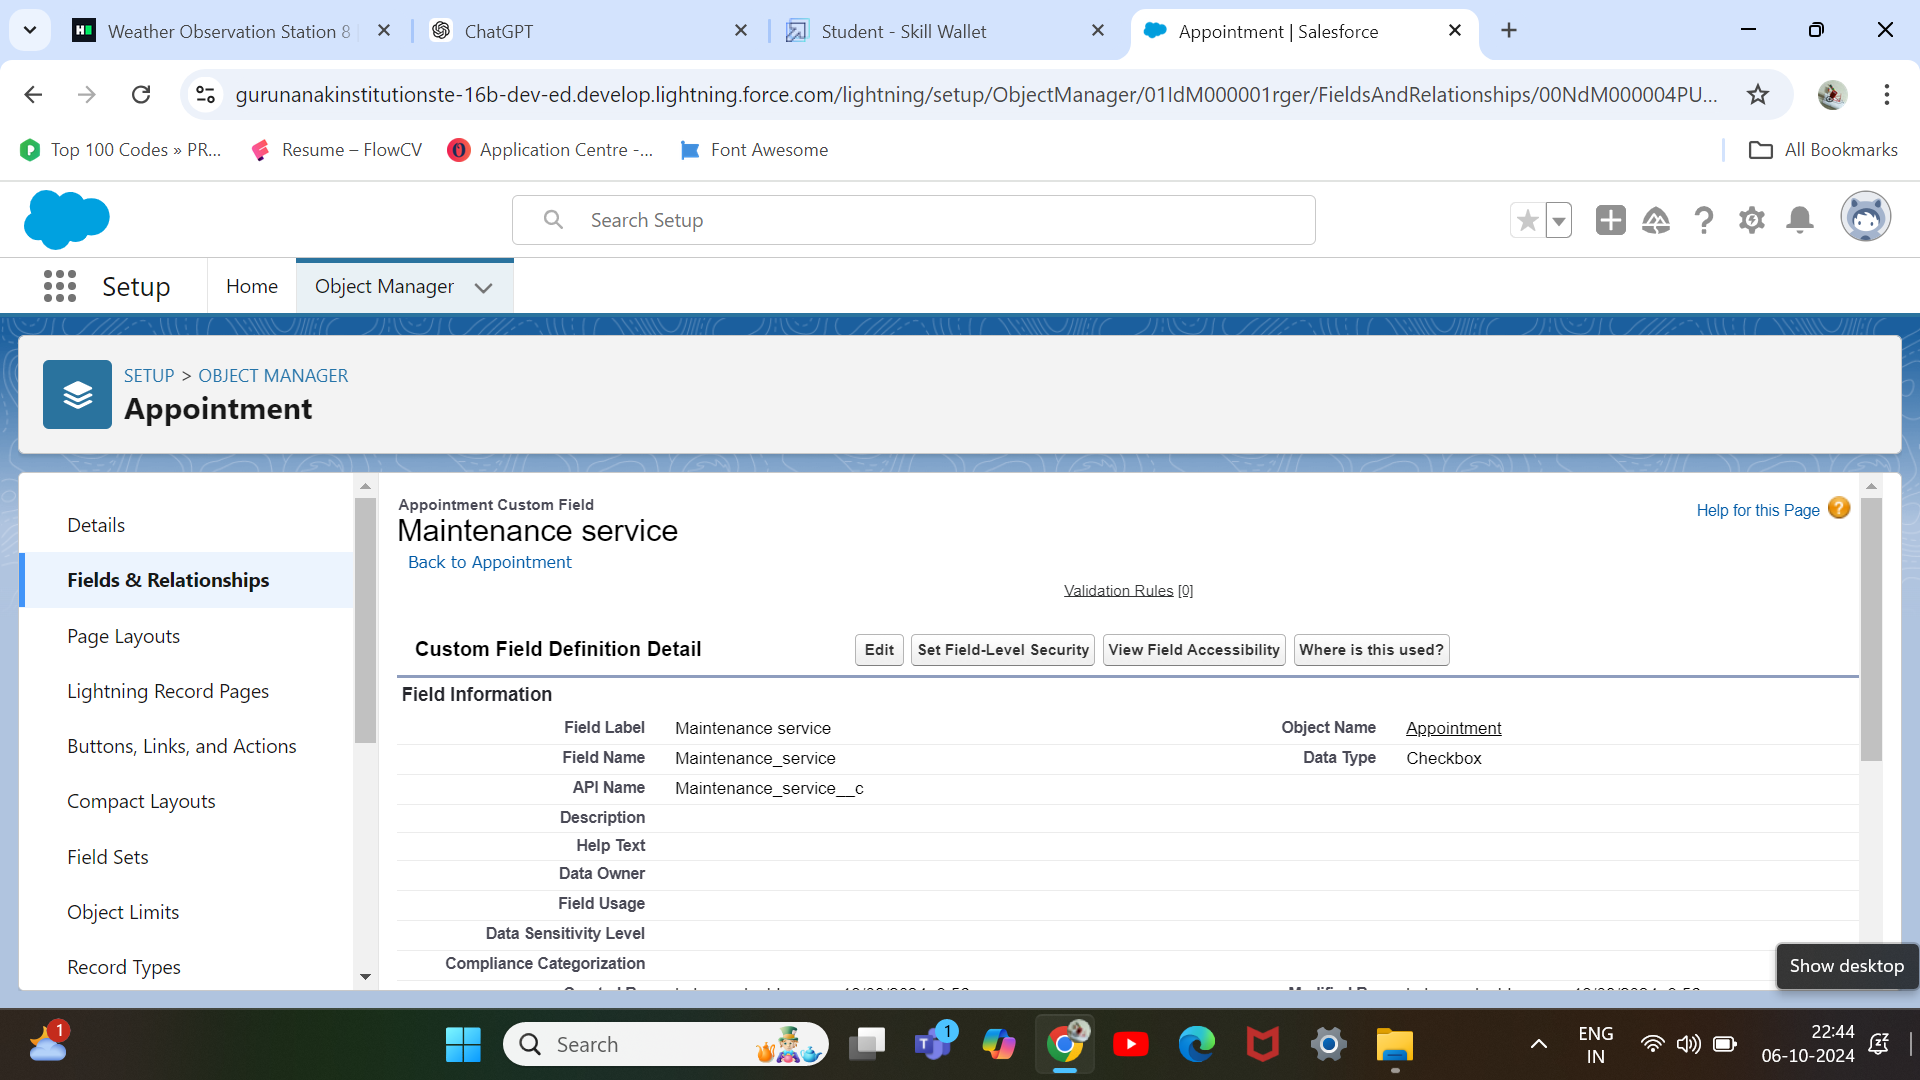 Weather Observation Station 8
ChatGPT
Student - Skill Wallet
Appointment | Salesforce
gurunanakinstitutionste-16b-dev-ed.develop.lightning.force.com/lightning/setup/ObjectManager/01IdM000001rger/FieldsAndRelationships/00NdM000004PU...
Top 100 Codes » PR...
Resume – FlowCV
Application Centre -...
Font Awesome
All Bookmarks
Search Setup
Setup
Home
Object Manager
SETUP > OBJECT MANAGER
Appointment
Details
Fields & Relationships
Page Layouts
Lightning Record Pages
Buttons, Links, and Actions
Compact Layouts
Field Sets
Object Limits
Record Types
Appointment Custom Field
Maintenance service
Back to Appointment
Help for this Page
Validation Rules [0]
Custom Field Definition Detail
Edit
Set Field-Level Security
View Field Accessibility
Where is this used?
Field Information
Field Label Maintenance service Object Name Appointment
Field Name Maintenance_service Data Type Checkbox
API Name Maintenance_service__c
Description
Help Text
Data Owner
Field Usage
Data Sensitivity Level
Compliance Categorization
Show desktop
1
Search
1
ENG
IN
22:44
06-10-2024